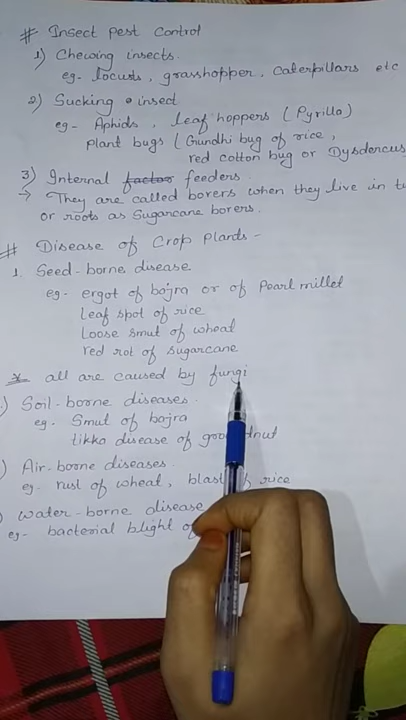 # Insect pest control
1) Chewing insects.
eg- locusts, grasshopper, Caterpillars etc
2) Sucking insect
eg- Aphids, leaf hoppers (Pyrilla)
plant bugs (Gundhi bug of rice,
red cotton bug or Dysdencus
3) Internal factor feeders.
→ They are called borers when they live in
or roots as Sugarcane borers.
# Disease of Crop Plants-
1. Seed-borne disease
eg- ergot of bajra or of Pearl millet
Leaf spot of rice
Loose smut of wheat
red rot of sugarcane
* all are caused by fungi
) Soil-borne diseases.
eg. Smut of bajra
tikka disease of
) Air-borne diseases.
eg. rust of wheat, blast rice
) water-borne disease
eg- bacterial blight of